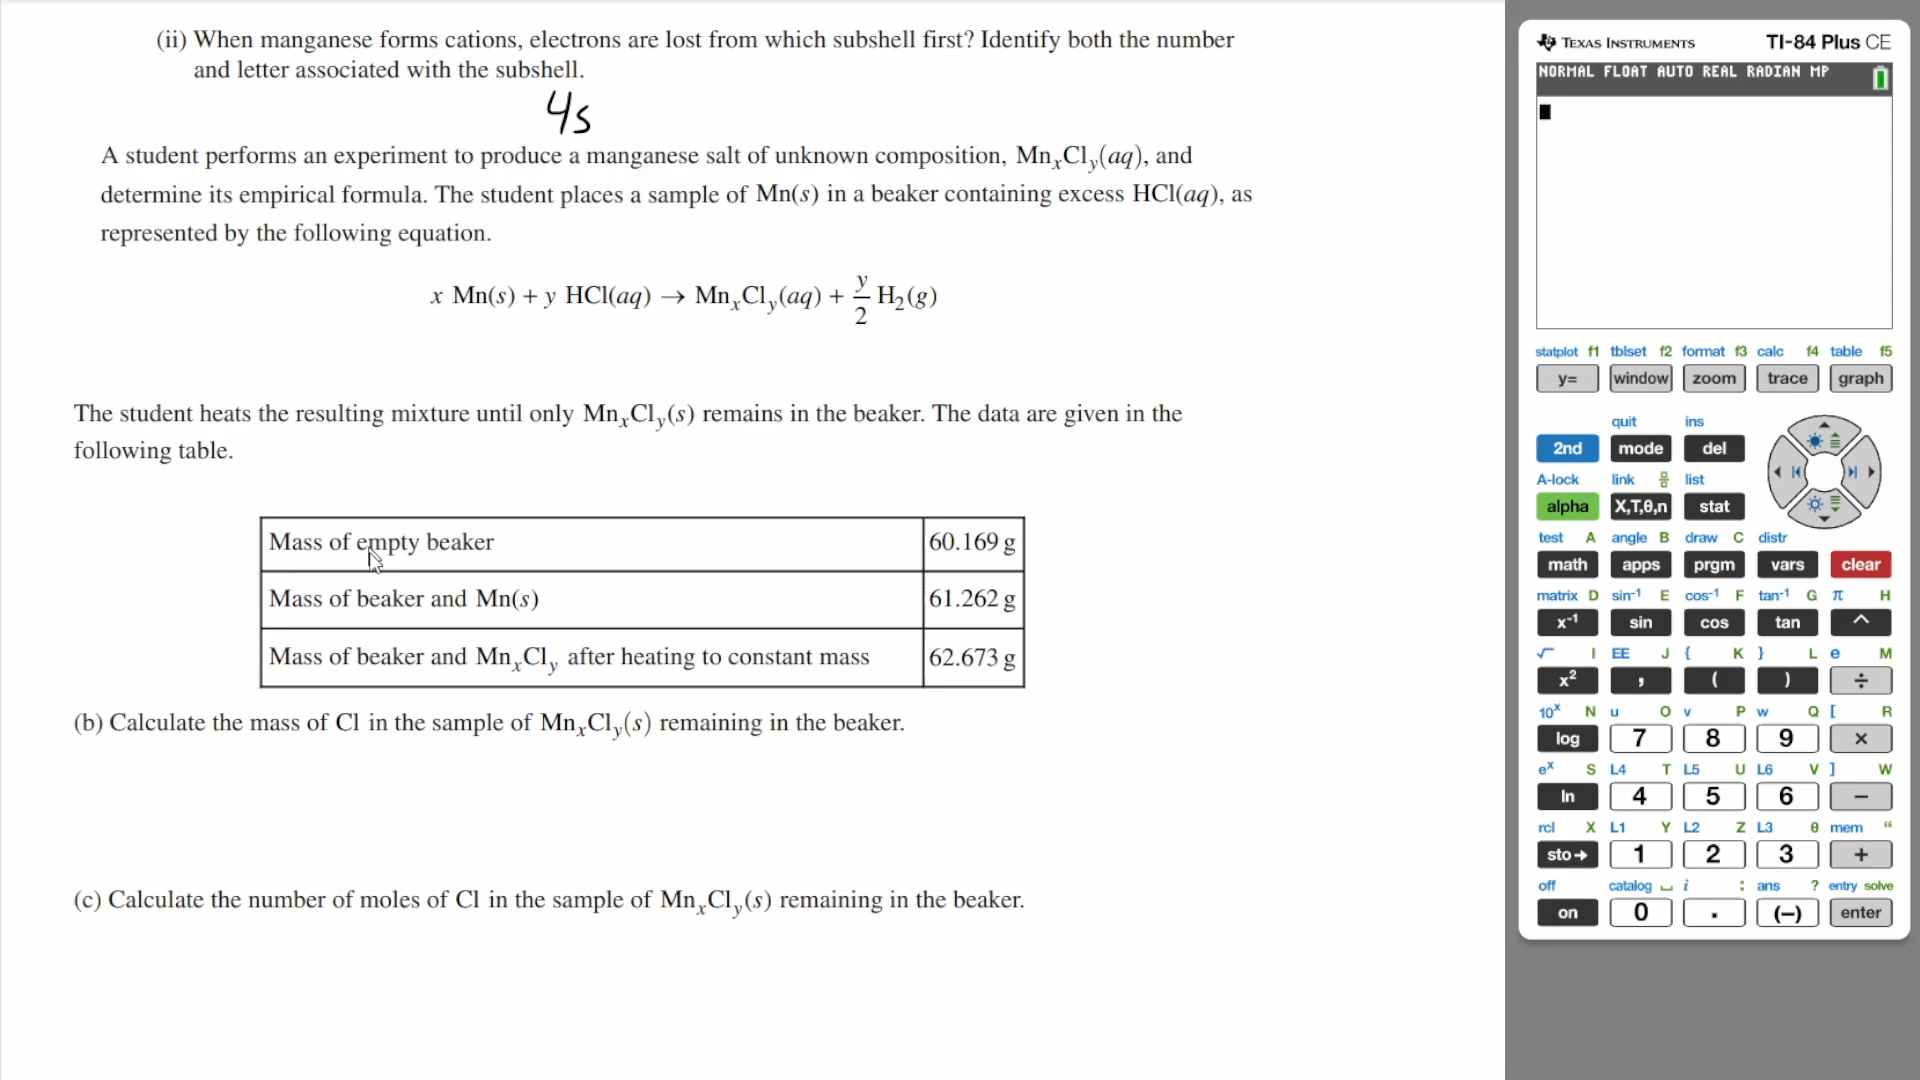 (ii) When manganese forms cations, electrons are lost from which subshell first? Identify both the number
and letter associated with the subshell.
4s
A student performs an experiment to produce a manganese salt of unknown composition, MnₓClᵧ(aq), and
determine its empirical formula. The student places a sample of Mn(s) in a beaker containing excess HCl(aq), as
represented by the following equation.
x Mn(s) + y HCl(aq) → MnₓClᵧ(aq) + y/2 H₂(g)
The student heats the resulting mixture until only MnₓClᵧ(s) remains in the beaker. The data are given in the
following table.
Mass of empty beaker 60.169 g
Mass of beaker and Mn(s) 61.262 g
Mass of beaker and MnₓClᵧ after heating to constant mass 62.673 g
(b) Calculate the mass of Cl in the sample of MnₓClᵧ(s) remaining in the beaker.
(c) Calculate the number of moles of Cl in the sample of MnₓClᵧ(s) remaining in the beaker.
TEXAS INSTRUMENTS TI-84 Plus CE
NORMAL FLOAT AUTO REAL RADIAN MP
statplot f1 tblset f2 format f3 calc f4 table f5
y= window zoom trace graph
quit ins
2nd mode del
A-lock link list
alpha X,T,θ,n stat
test A angle B draw C distr
math apps prgm vars clear
matrix D sin⁻¹ E cos⁻¹ F tan⁻¹ G π H
x⁻¹ sin cos tan ^
√ I EE J { K } L e M
x² , ( ) ÷
10ˣ N u O v P w Q [ R
log 7 8 9 ×
eˣ S L4 T L5 U L6 V ] W
ln 4 5 6 −
rcl X L1 Y L2 Z L3 θ mem “
sto→ 1 2 3 +
off catalog ⎵ i : ans ? entry solve
on 0 . (−) enter